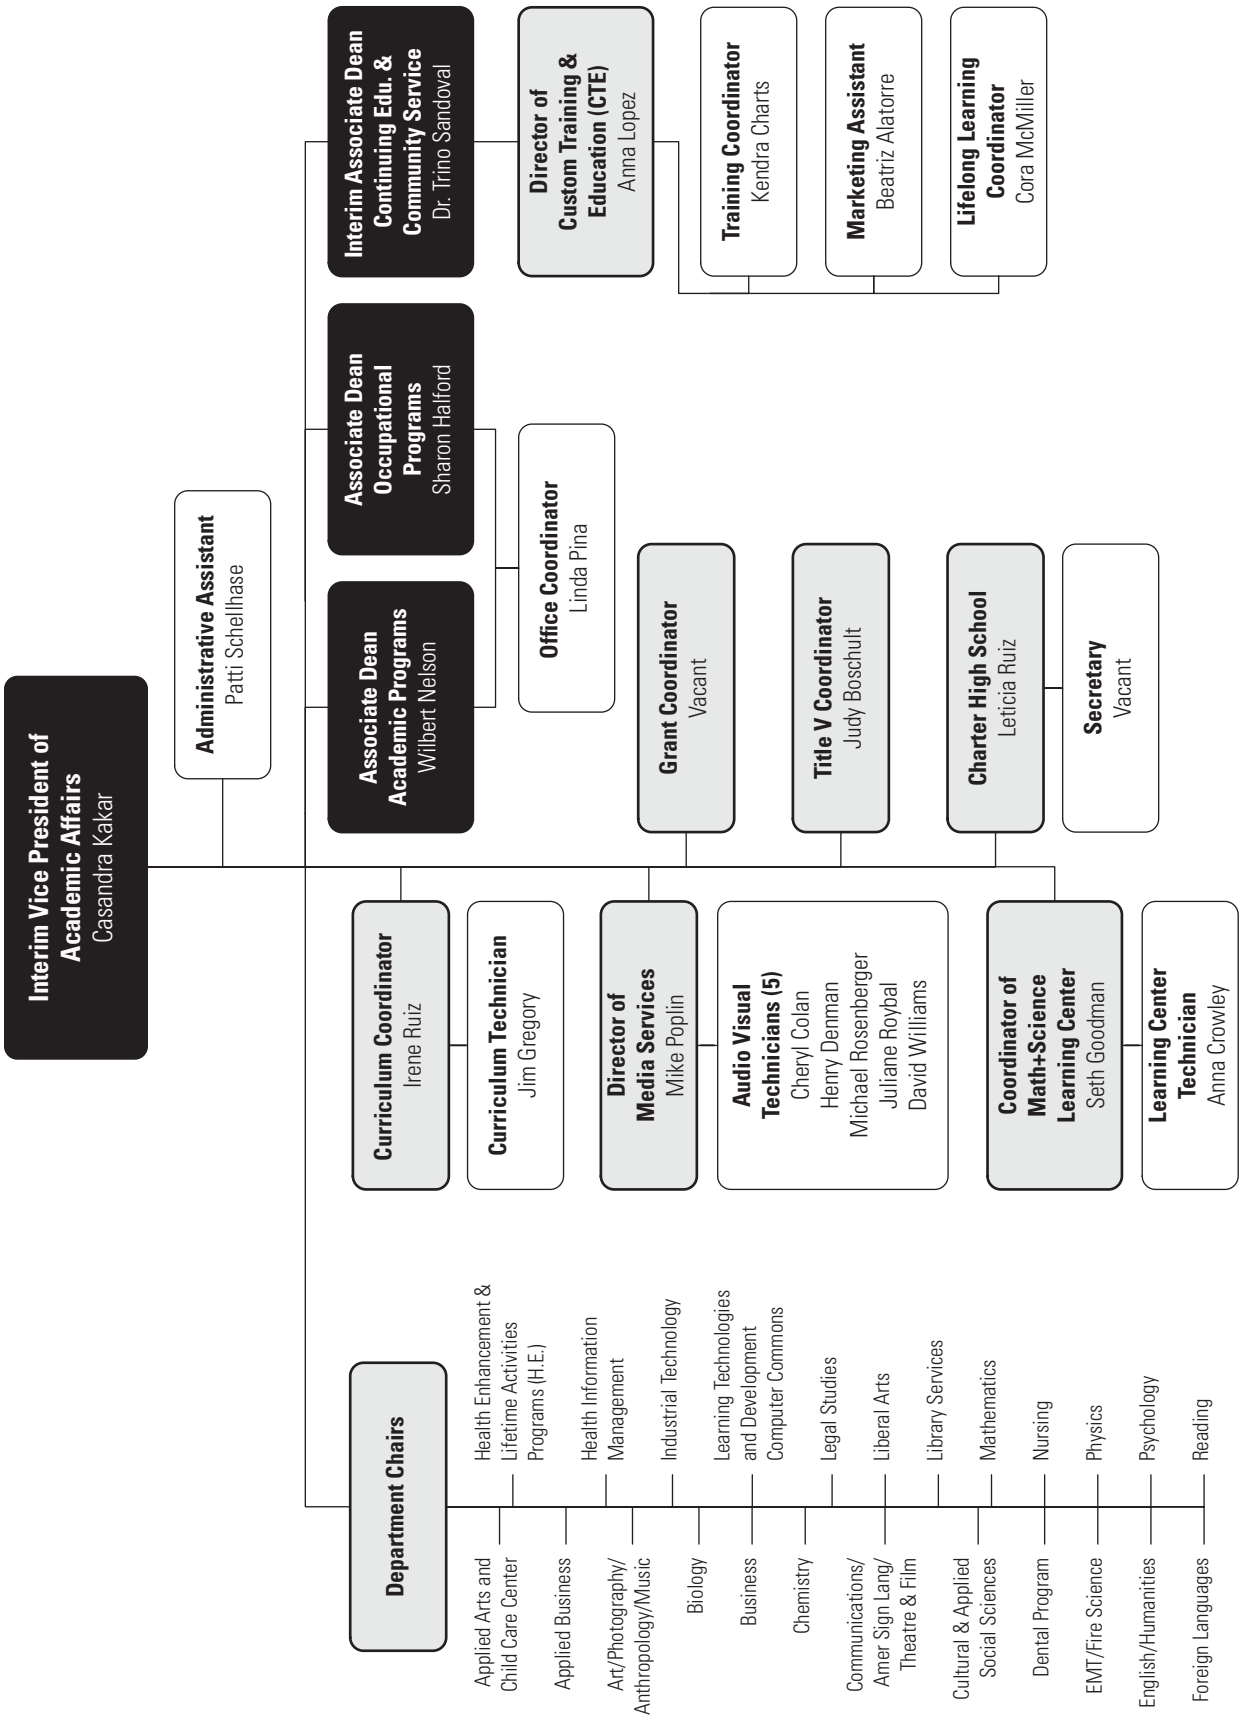 Interim Vice President of
Academic Affairs
Casandra Kakar
Administrative Assistant
Patti Schellhase
Department Chairs
Applied Arts and
Child Care Center
Applied Business
Art/Photography/
Anthropology/Music
Biology
Business
Chemistry
Communications/
Amer Sign Lang/
Theatre & Film
Cultural & Applied
Social Sciences
Dental Program
EMT/Fire Science
English/Humanities
Foreign Languages
Health Enhancement &
Lifetime Activities
Programs (H.E.)
Health Information
Management
Industrial Technology
Learning Technologies
and Development
Computer Commons
Legal Studies
Liberal Arts
Library Services
Mathematics
Nursing
Physics
Psychology
Reading
Curriculum Coordinator
Irene Ruiz
Curriculum Technician
Jim Gregory
Director of
Media Services
Mike Poplin
Audio Visual
Technicians (5)
Cheryl Colan
Henry Denman
Michael Rosenberger
Juliane Roybal
David Williams
Coordinator of
Math+Science
Learning Center
Seth Goodman
Learning Center
Technician
Anna Crowley
Associate Dean
Academic Programs
Wilbert Nelson
Associate Dean
Occupational
Programs
Sharon Halford
Office Coordinator
Linda Pina
Grant Coordinator
Vacant
Title V Coordinator
Judy Boschult
Charter High School
Leticia Ruiz
Secretary
Vacant
Interim Associate Dean
Continuing Edu. &
Community Service
Dr. Trino Sandoval
Director of
Custom Training &
Education (CTE)
Anna Lopez
Training Coordinator
Kendra Charts
Marketing Assistant
Beatriz Alatorre
Lifelong Learning
Coordinator
Cora McMiller